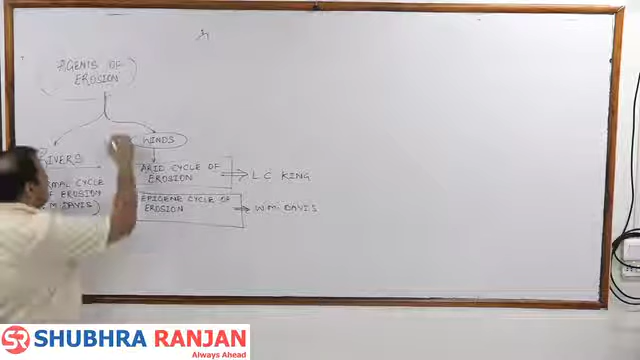 AGENTS OF
EROSION
RIVERS
WINDS
CYCLE
OF EROSION
M. DAVIS)
ARID CYCLE OF
EROSION
L C KING
EPIGENE CYCLE OF
EROSION
W.M. DAVIS
SR SHUBHRA RANJAN
Always Ahead